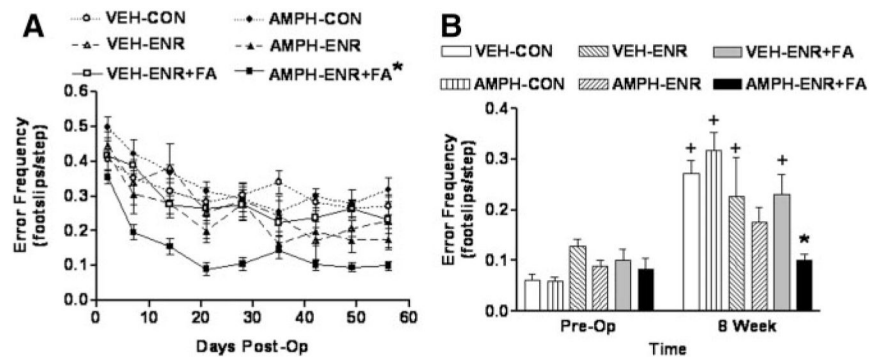 A
VEH-CON AMPH-CON
VEH-ENR AMPH-ENR
VEH-ENR+FA AMPH-ENR+FA*
Error Frequency
(footslips/step)
0.6
0.5
0.4
0.3
0.2
0.1
0.0
0 10 20 30 40 50 60
Days Post-Op
B
VEH-CON VEH-ENR VEH-ENR+FA
AMPH-CON AMPH-ENR AMPH-ENR+FA
Error Frequency
(footslips/step)
0.4
0.3
0.2
0.1
0.0
+ + + + *
Pre-Op 8 Week
Time